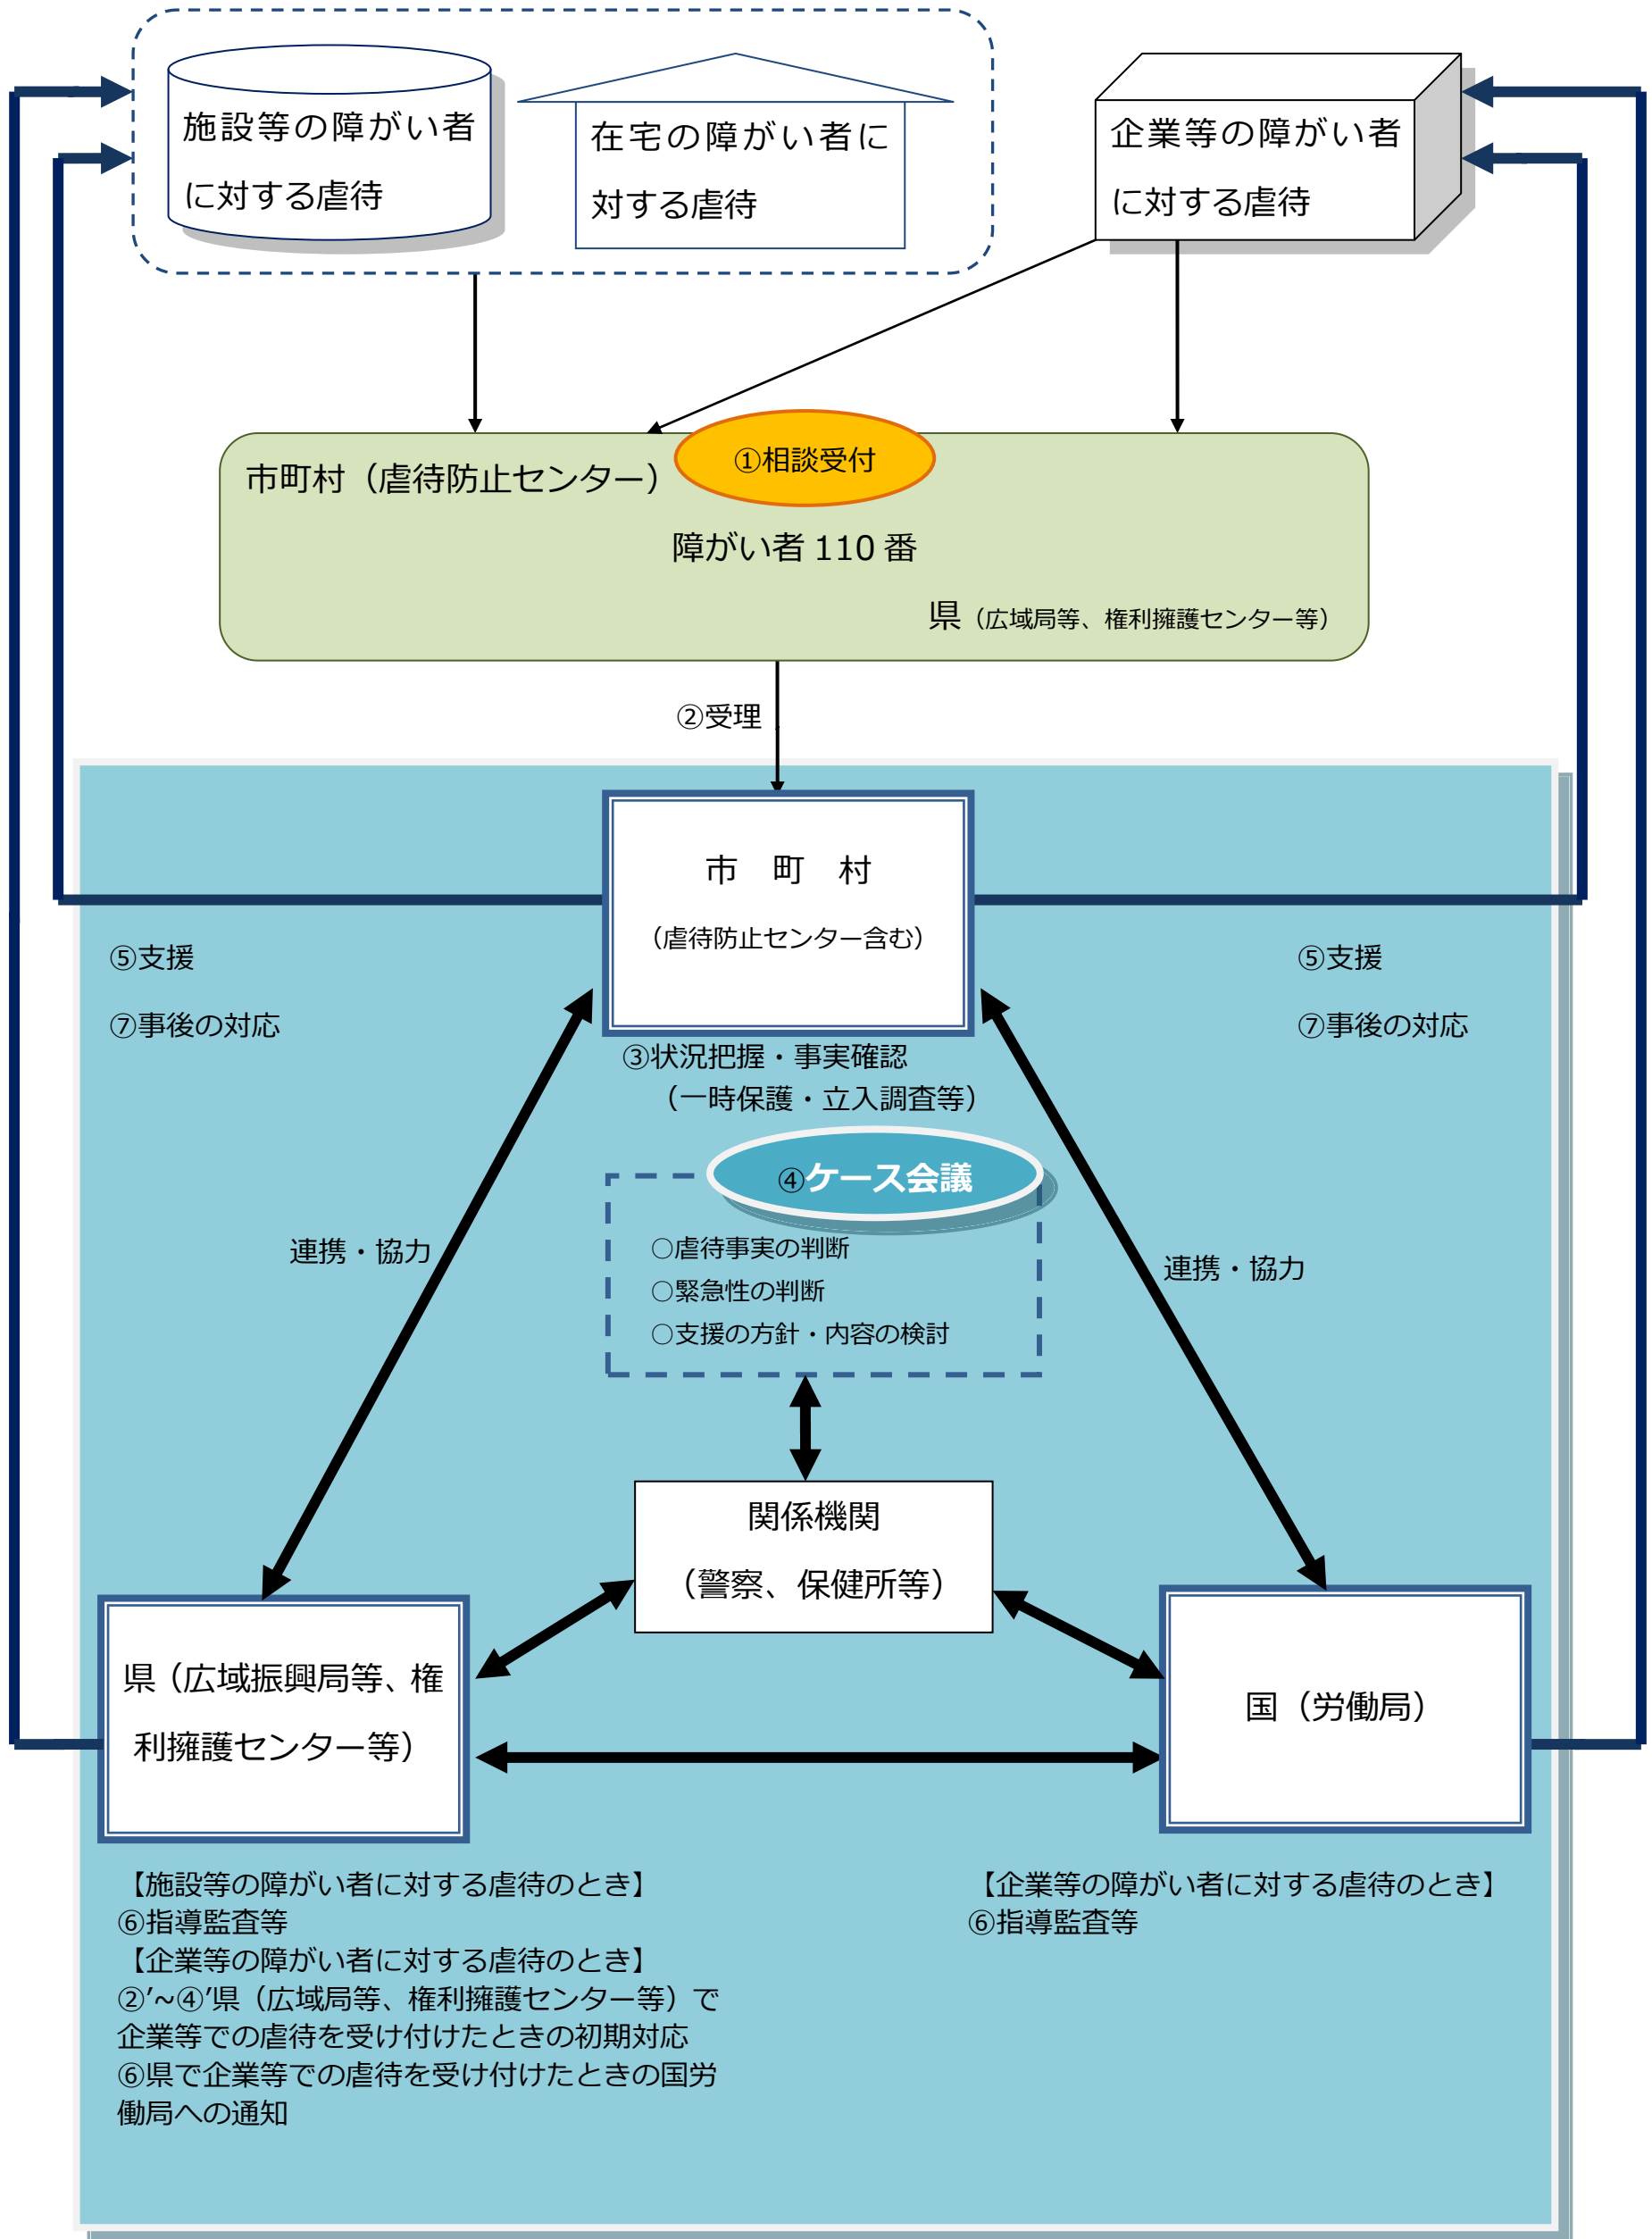 施設等の障がい者
に対する虐待
在宅の障がい者に
対する虐待
企業等の障がい者
に対する虐待
①相談受付
市町村（虐待防止センター）
障がい者 110 番
県（広域局等、権利擁護センター等）
②受理
市　町　村
（虐待防止センター含む）
⑤支援
⑦事後の対応
⑤支援
⑦事後の対応
③状況把握・事実確認
（一時保護・立入調査等）
④ケース会議
○虐待事実の判断
○緊急性の判断
○支援の方針・内容の検討
連携・協力
連携・協力
関係機関
（警察、保健所等）
県（広域振興局等、権
利擁護センター等）
国（労働局）
【施設等の障がい者に対する虐待のとき】
⑥指導監査等
【企業等の障がい者に対する虐待のとき】
②’~④’県（広域局等、権利擁護センター等）で
企業等での虐待を受け付けたときの初期対応
⑥県で企業等での虐待を受け付けたときの国労
働局への通知
【企業等の障がい者に対する虐待のとき】
⑥指導監査等